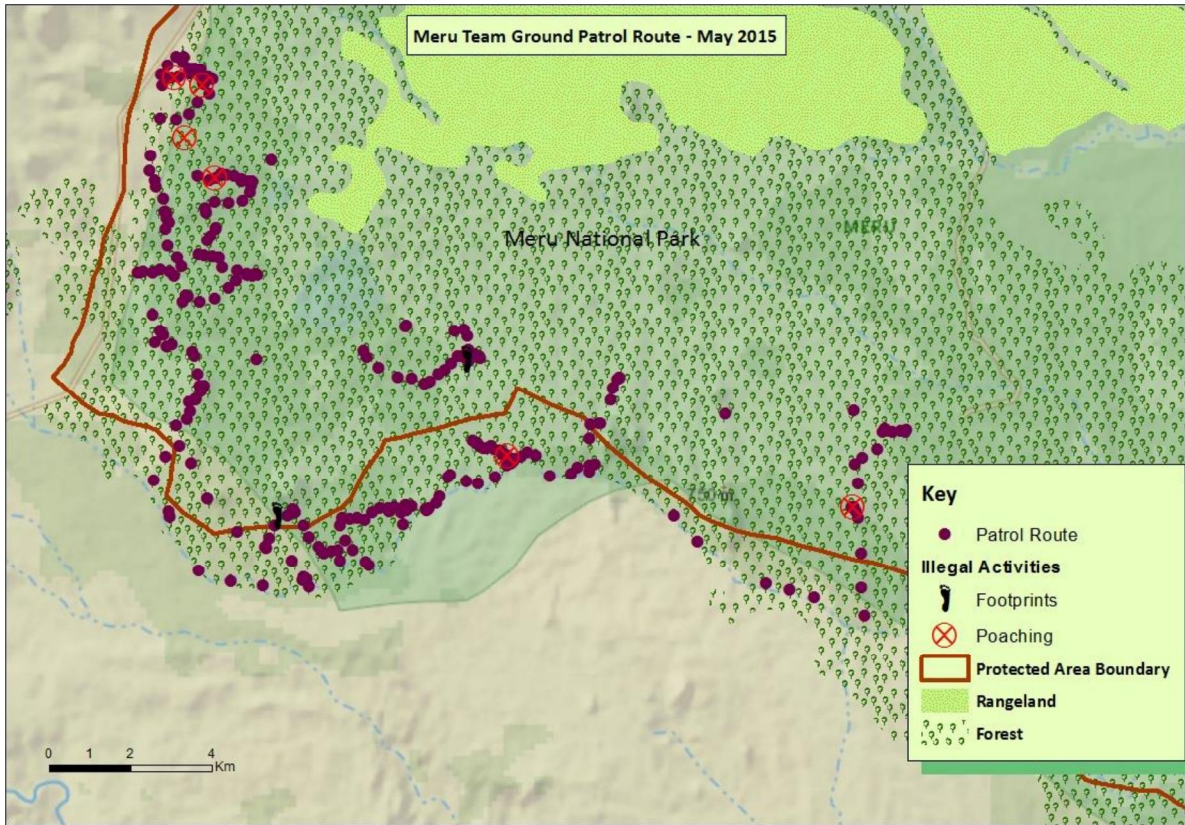 Meru Team Ground Patrol Route - May 2015
MERU
Meru National Park
Key
Patrol Route
Illegal Activities
Footprints
Poaching
Protected Area Boundary
Rangeland
Forest
0 1 2 4
Km